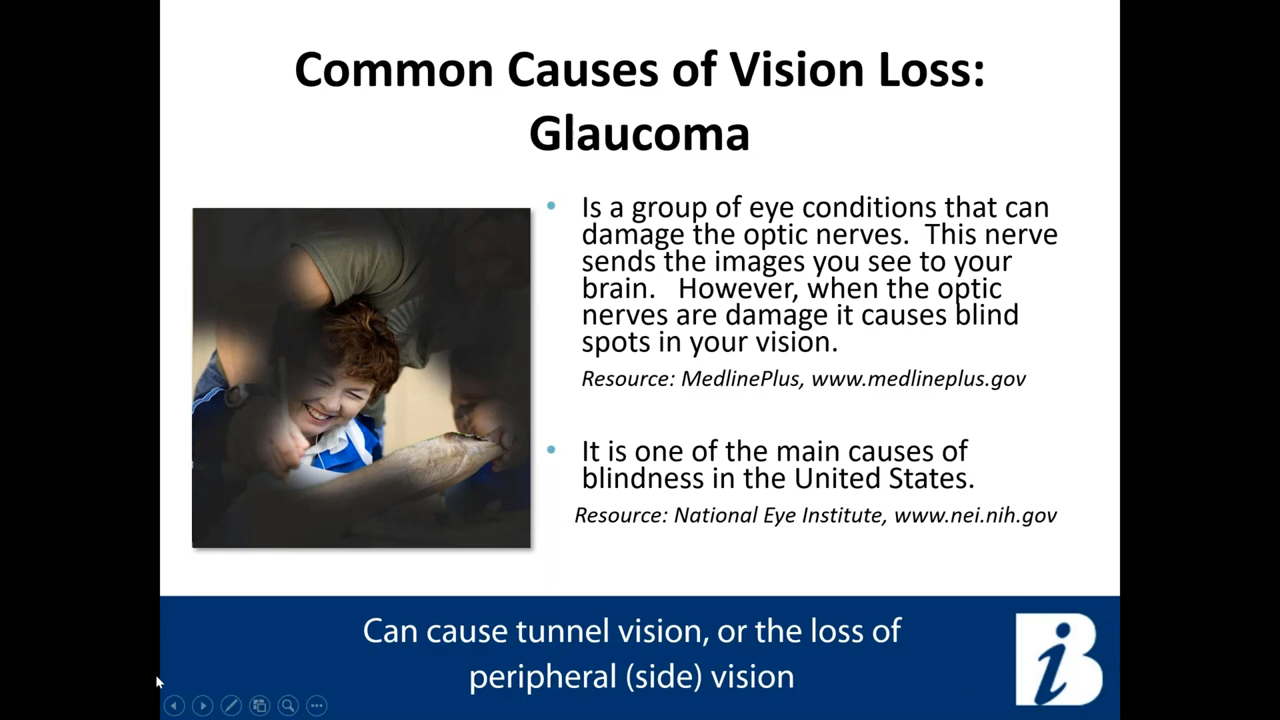 Common Causes of Vision Loss:
Glaucoma
• Is a group of eye conditions that can
damage the optic nerves.  This nerve
sends the images you see to your
brain.   However, when the optic
nerves are damage it causes blind
spots in your vision.
Resource: MedlinePlus, www.medlineplus.gov
• It is one of the main causes of
blindness in the United States.
Resource: National Eye Institute, www.nei.nih.gov
Can cause tunnel vision, or the loss of
peripheral (side) vision
iB